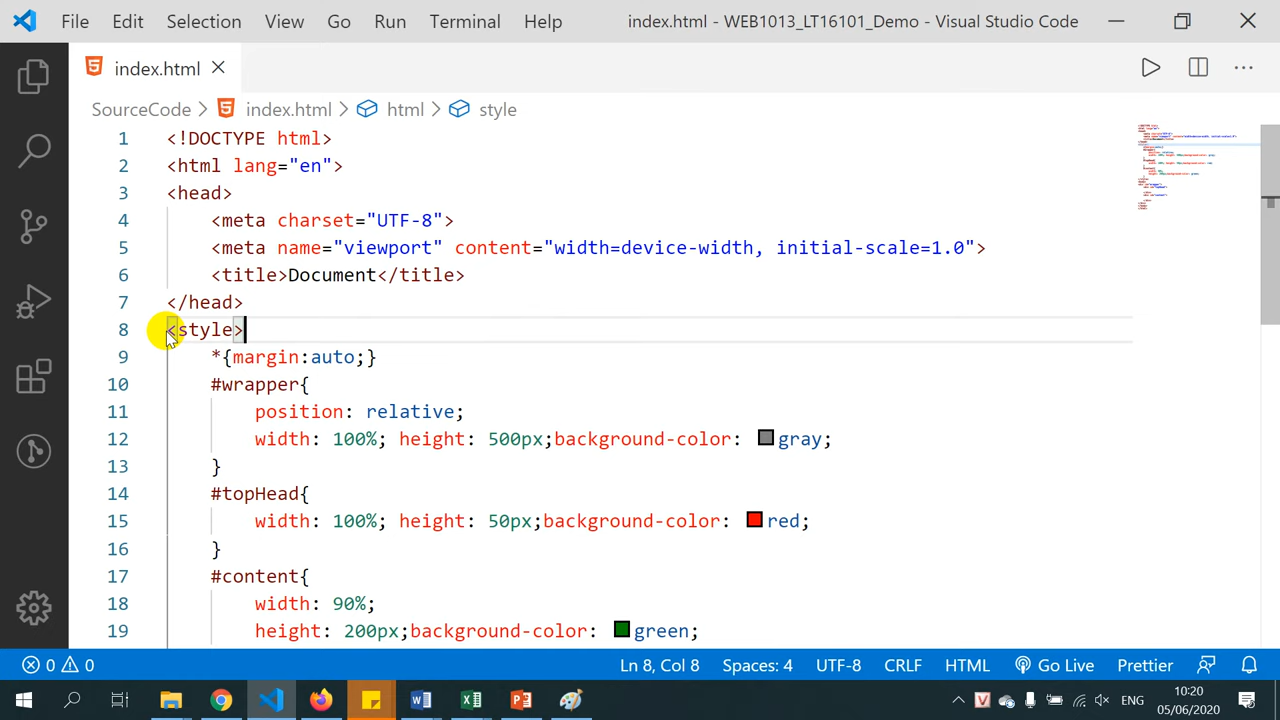 File Edit Selection View Go Run Terminal Help index.html - WEB1013_LT16101_Demo - Visual Studio Code
index.html
SourceCode > index.html > html > style
1 <!DOCTYPE html>
2 <html lang="en">
3 <head>
4 <meta charset="UTF-8">
5 <meta name="viewport" content="width=device-width, initial-scale=1.0">
6 <title>Document</title>
7 </head>
8 <style>
9 *{margin:auto;}
10 #wrapper{
11 position: relative;
12 width: 100%; height: 500px;background-color: gray;
13 }
14 #topHead{
15 width: 100%; height: 50px;background-color: red;
16 }
17 #content{
18 width: 90%;
19 height: 200px;background-color: green;
0 0 Ln 8, Col 8 Spaces: 4 UTF-8 CRLF HTML Go Live Prettier
ENG 10:20
05/06/2020